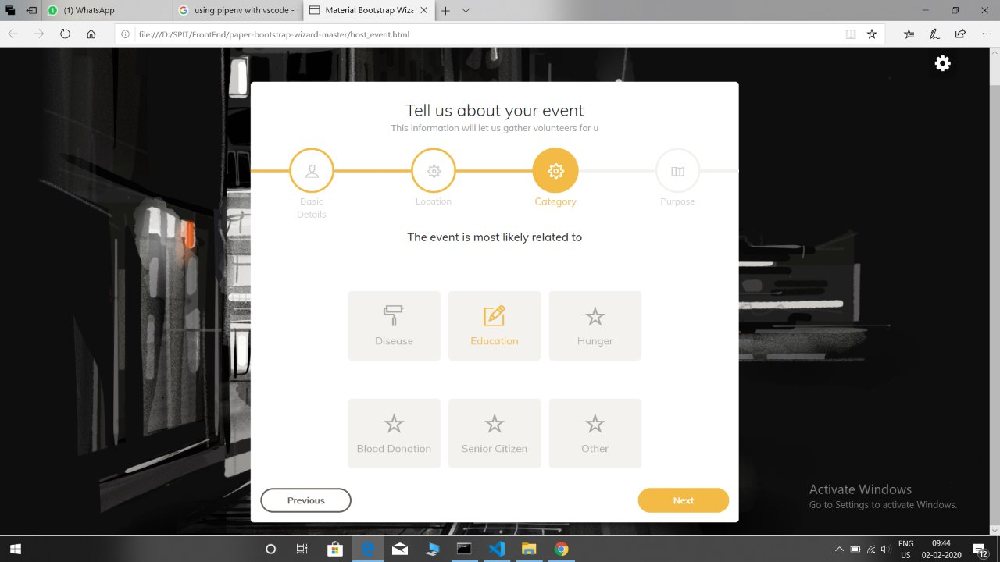 (1) WhatsApp
using pipenv with vscode -
Material Bootstrap Wiza
file:///D:/SPIT/FrontEnd/paper-bootstrap-wizard-master/host_event.html
Tell us about your event
This information will let us gather volunteers for u
Basic
Details
Location
Category
Purpose
The event is most likely related to
Disease
Education
Hunger
Blood Donation
Senior Citizen
Other
Previous
Next
Activate Windows
Go to Settings to activate Windows.
ENG
US
09:44
02-02-2020